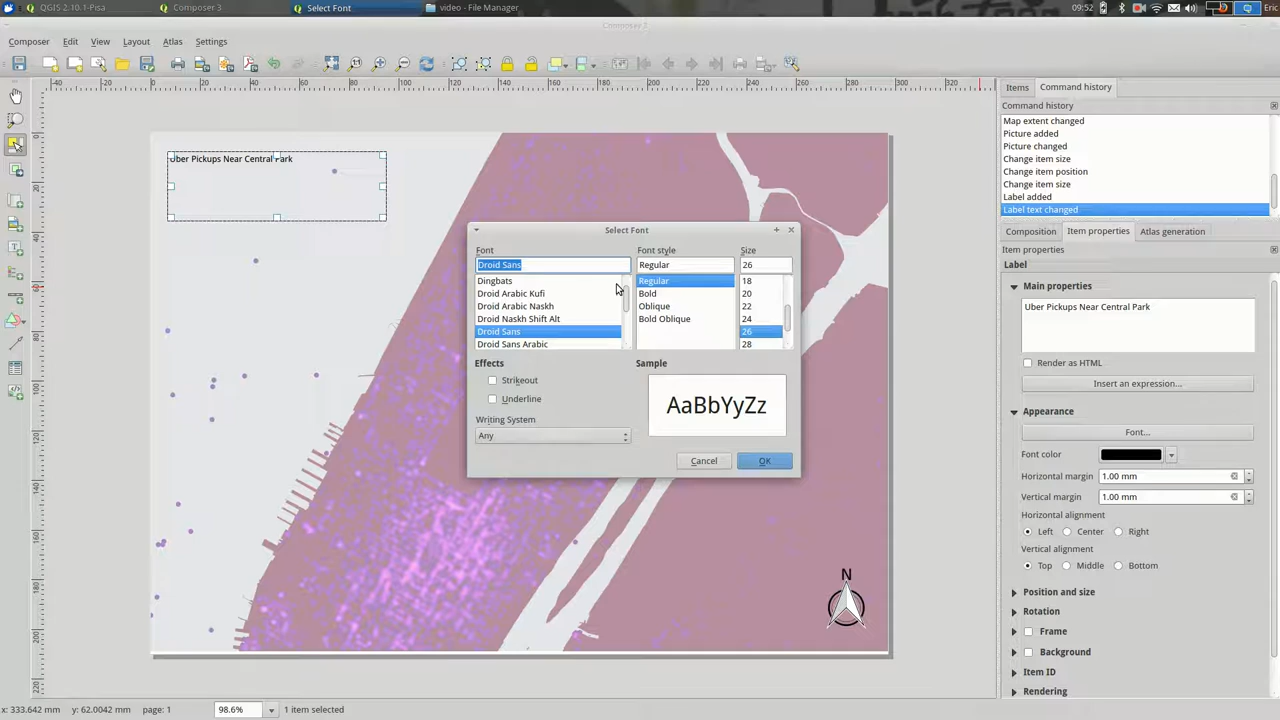 QGIS 2.10.1-Pisa
Composer 3
Select Font
video - File Manager
09:52
Eric
Composer 3
Composer Edit View Layout Atlas Settings
Items Command history
Command history
Map extent changed
Picture added
Picture changed
Change item size
Change item position
Change item size
Label added
Label text changed
Composition Item properties Atlas generation
Item properties
Label
Main properties
Uber Pickups Near Central Park
Render as HTML
Insert an expression...
Appearance
Font...
Font color
Horizontal margin 1.00 mm
Vertical margin 1.00 mm
Horizontal alignment
Left Center Right
Vertical alignment
Top Middle Bottom
Position and size
Rotation
Frame
Background
Item ID
Rendering
Uber Pickups Near Central Park
Select Font
Font Font style Size
Droid Sans Regular 26
Dingbats Regular 18
Droid Arabic Kufi Bold 20
Droid Arabic Naskh Oblique 22
Droid Naskh Shift Alt Bold Oblique 24
Droid Sans 26
Droid Sans Arabic 28
Effects Sample
Strikeout
Underline
AaBbYyZz
Writing System
Any
Cancel OK
N
x: 333.642 mm y: 62.0042 mm page: 1 98.6% 1 item selected